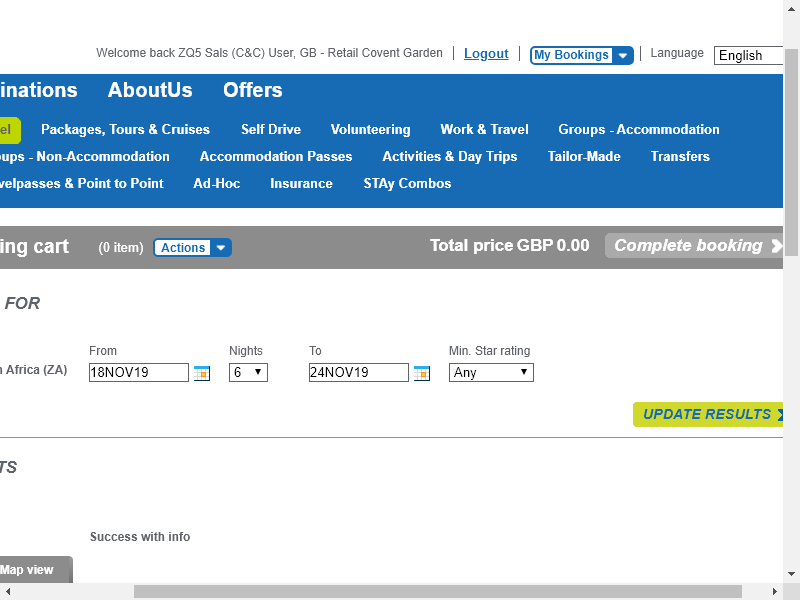 Welcome back ZQ5 Sals (C&C) User, GB - Retail Covent Garden Logout My Bookings Language English
inations AboutUs Offers
el Packages, Tours & Cruises Self Drive Volunteering Work & Travel Groups - Accommodation
oups - Non-Accommodation Accommodation Passes Activities & Day Trips Tailor-Made Transfers
velpasses & Point to Point Ad-Hoc Insurance STAy Combos
ing cart (0 item) Actions Total price GBP 0.00 Complete booking
FOR
From Nights To Min. Star rating
n Africa (ZA) 18NOV19 6 24NOV19 Any
UPDATE RESULTS
TS
Success with info
Map view